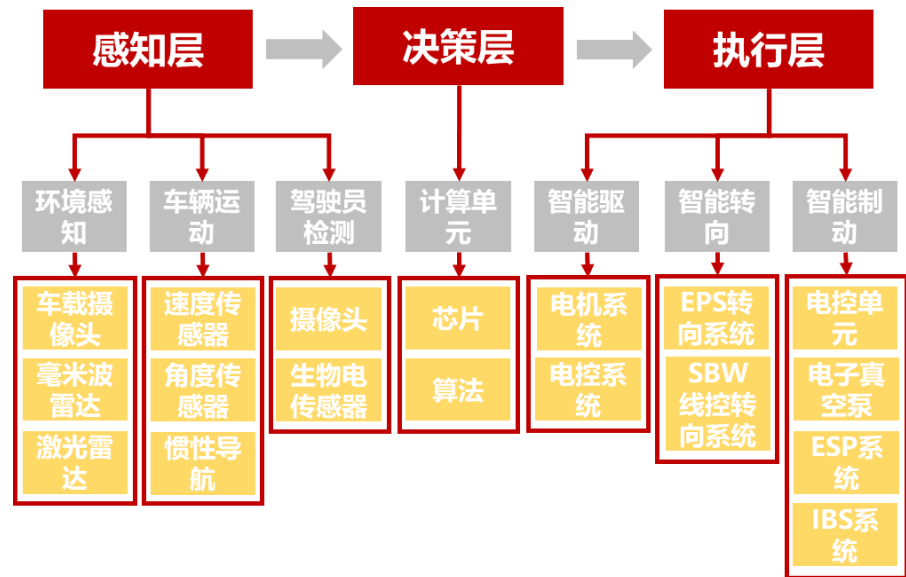 感知层
决策层
执行层
环境感
知
车辆运
动
驾驶员
检测
计算单
元
智能驱
动
智能转
向
智能制
动
车载摄
像头
毫米波
雷达
激光雷
达
速度传
感器
角度传
感器
惯性导
航
摄像头
生物电
传感器
芯片
算法
电机系
统
电控系
统
EPS转
向系统
SBW
线控转
向系统
电控单
元
电子真
空泵
ESP系
统
IBS系
统